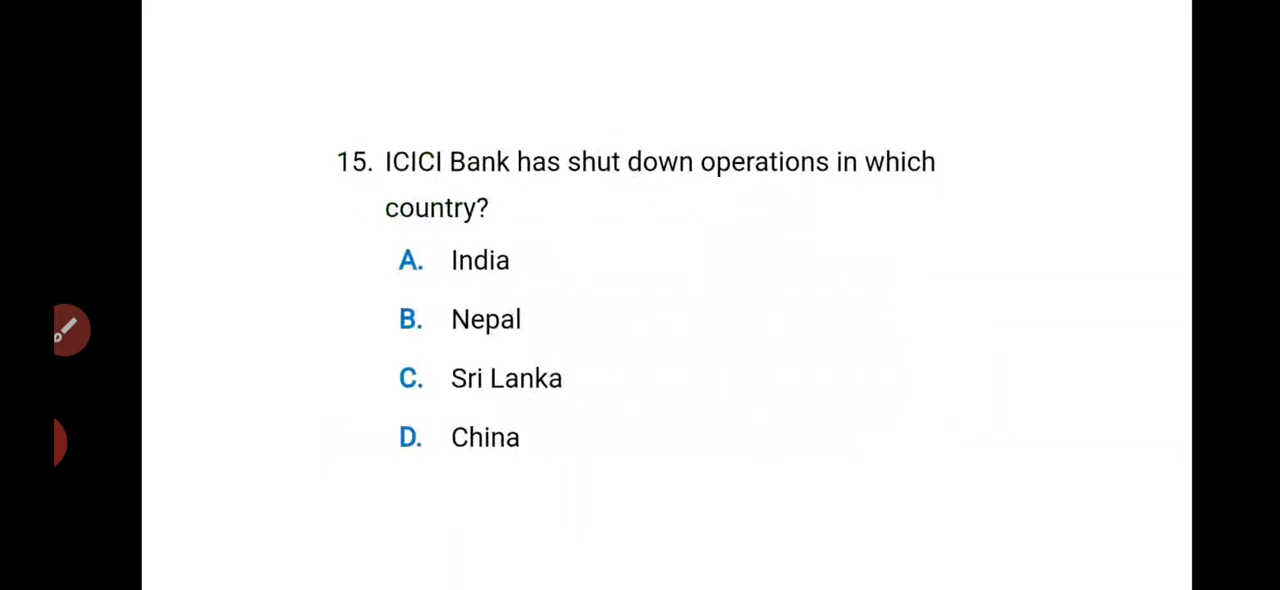 15. ICICI Bank has shut down operations in which
country?
A. India
B. Nepal
C. Sri Lanka
D. China